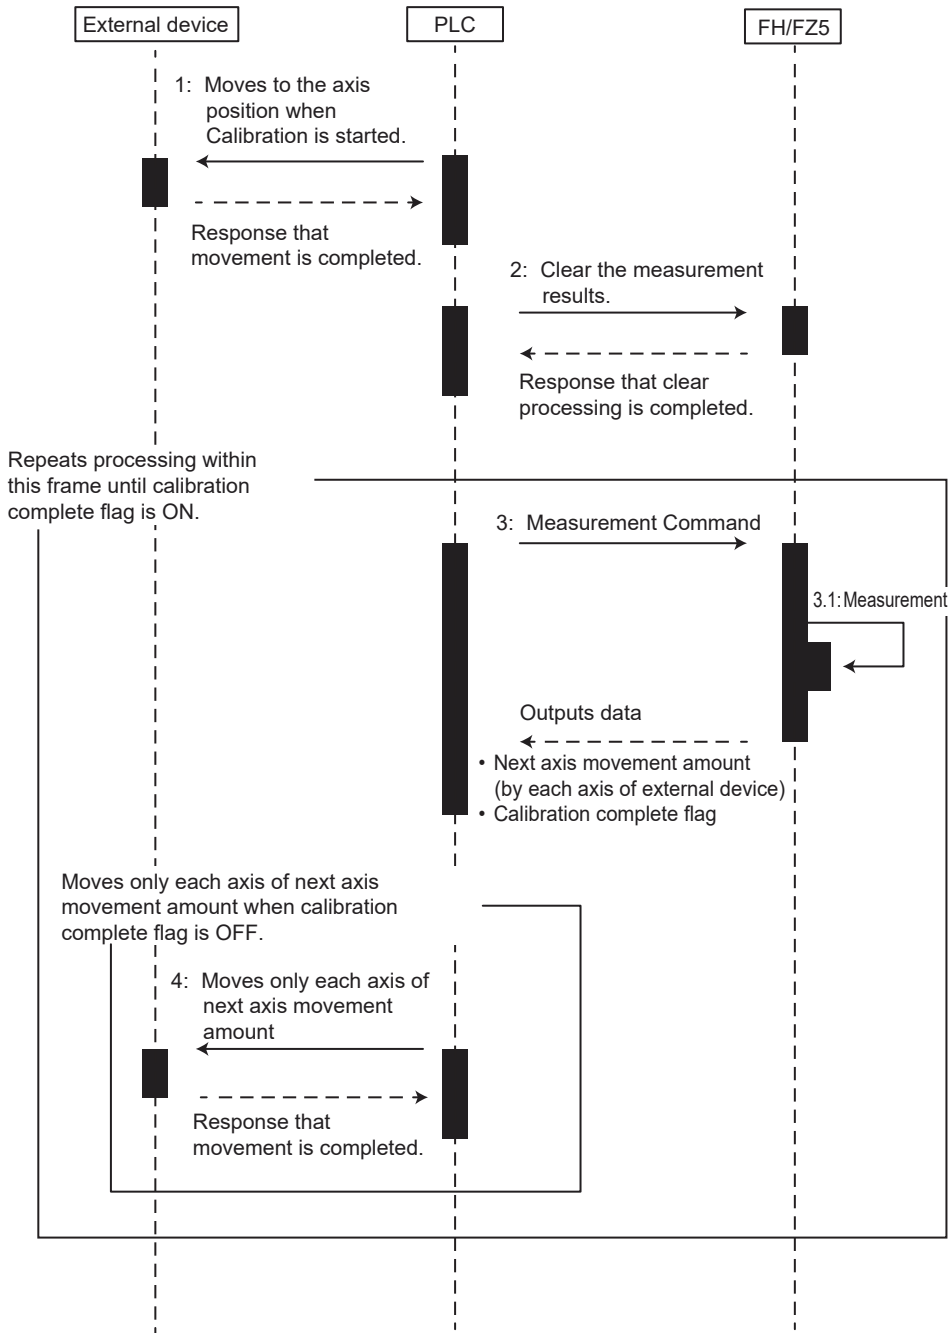 External device
PLC
FH/FZ5
1: Moves to the axis
position when
Calibration is started.
Response that
movement is completed.
2: Clear the measurement
results.
Response that clear
processing is completed.
Repeats processing within
this frame until calibration
complete flag is ON.
3: Measurement Command
3.1: Measurement
Outputs data
• Next axis movement amount
(by each axis of external device)
• Calibration complete flag
Moves only each axis of next axis
movement amount when calibration
complete flag is OFF.
4: Moves only each axis of
next axis movement
amount
Response that
movement is completed.